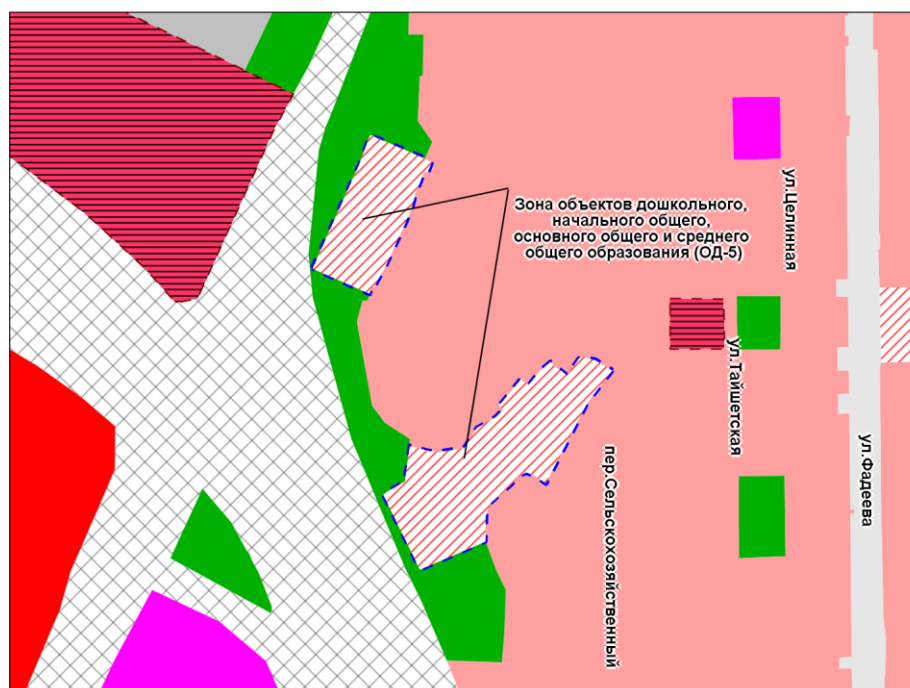 Зона объектов дошкольного,
начального общего,
основного общего и среднего
общего образования (ОД-5)
ул.Целинная
ул.Тайшетская
ул.Фадеева
пер.Сельскохозяйственный